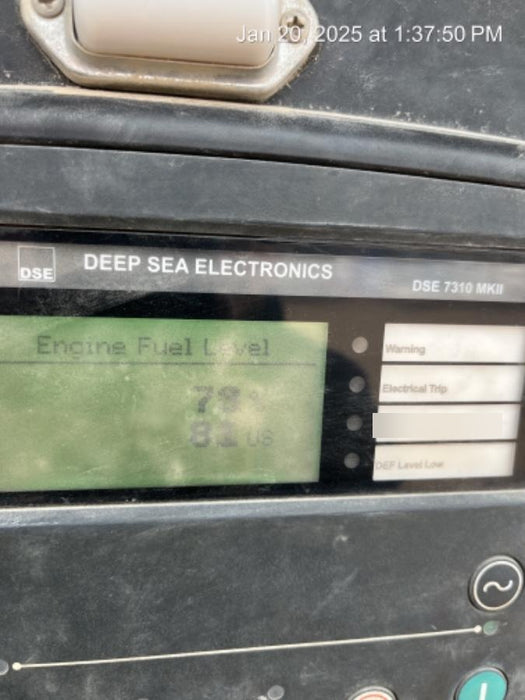 Jan 20, 2025 at 1:37:50 PM
DSE
DEEP SEA ELECTRONICS
DSE 7310 MKII
Engine Fuel Level
US
Warning
Electrical Trip
DEF Level Low